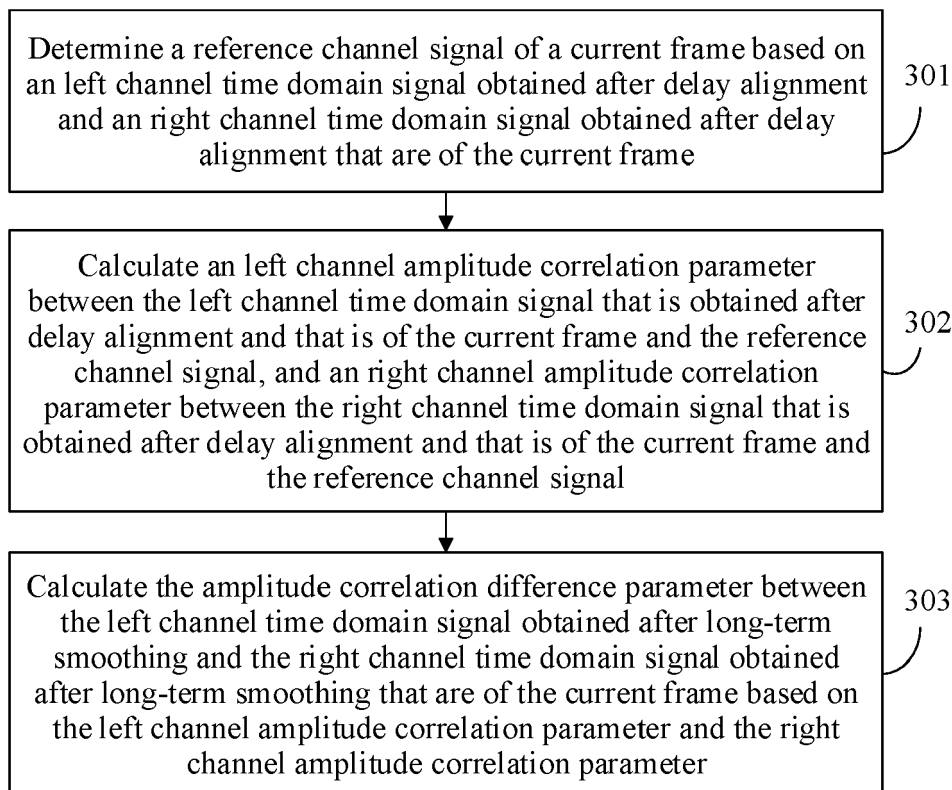 Determine a reference channel signal of a current frame based on
an left channel time domain signal obtained after delay alignment
and an right channel time domain signal obtained after delay
alignment that are of the current frame
301
Calculate an left channel amplitude correlation parameter
between the left channel time domain signal that is obtained after
delay alignment and that is of the current frame and the reference
channel signal, and an right channel amplitude correlation
parameter between the right channel time domain signal that is
obtained after delay alignment and that is of the current frame and
the reference channel signal
302
Calculate the amplitude correlation difference parameter between
the left channel time domain signal obtained after long-term
smoothing and the right channel time domain signal obtained
after long-term smoothing that are of the current frame based on
the left channel amplitude correlation parameter and the right
channel amplitude correlation parameter
303